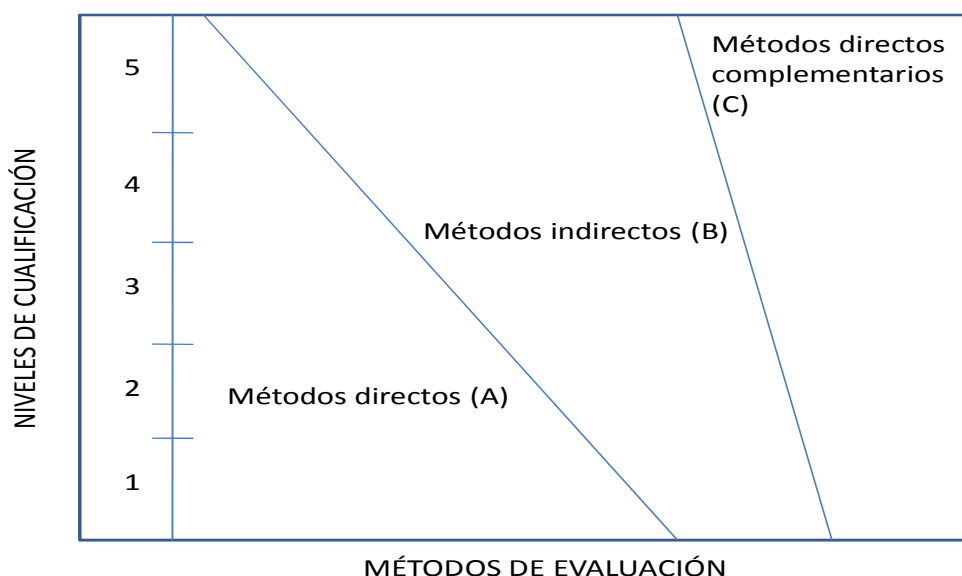 Métodos directos
complementarios
(C)
5
4
Métodos indirectos (B)
3
2
Métodos directos (A)
1
NIVELES DE CUALIFICACIÓN
MÉTODOS DE EVALUACIÓN